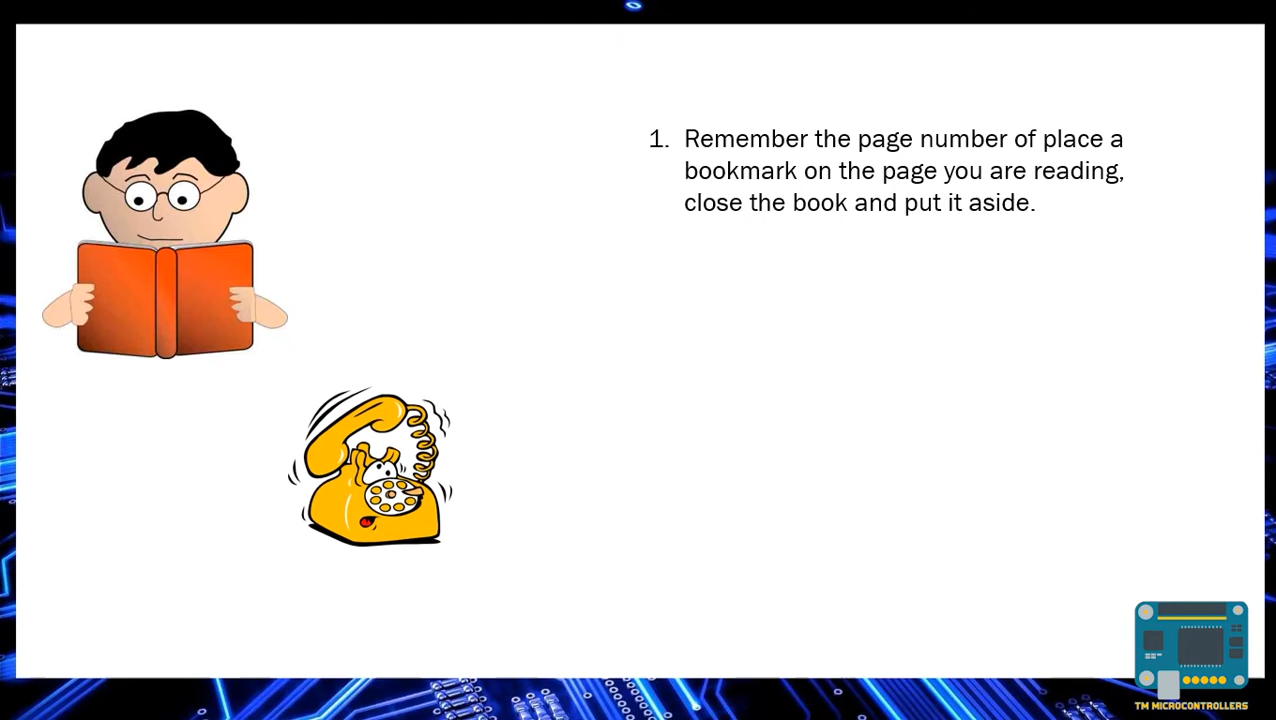 1. Remember the page number of place a
bookmark on the page you are reading,
close the book and put it aside.
TM MICROCONTROLLERS